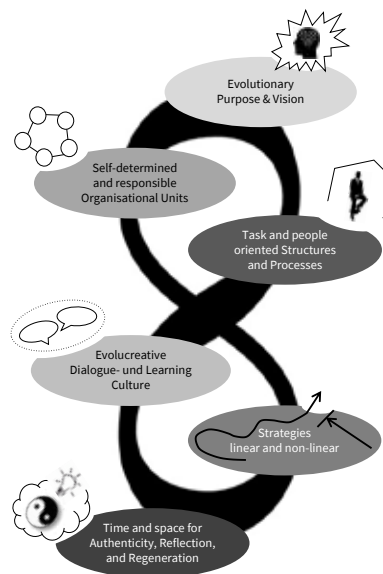 Evolutionary
Purpose & Vision
Self-determined
and responsible
Organisational Units
Task and people
oriented Structures
and Processes
Evolucreative
Dialogue- und Learning
Culture
Strategies
linear and non-linear
Time and space for
Authenticity, Reflection,
and Regeneration